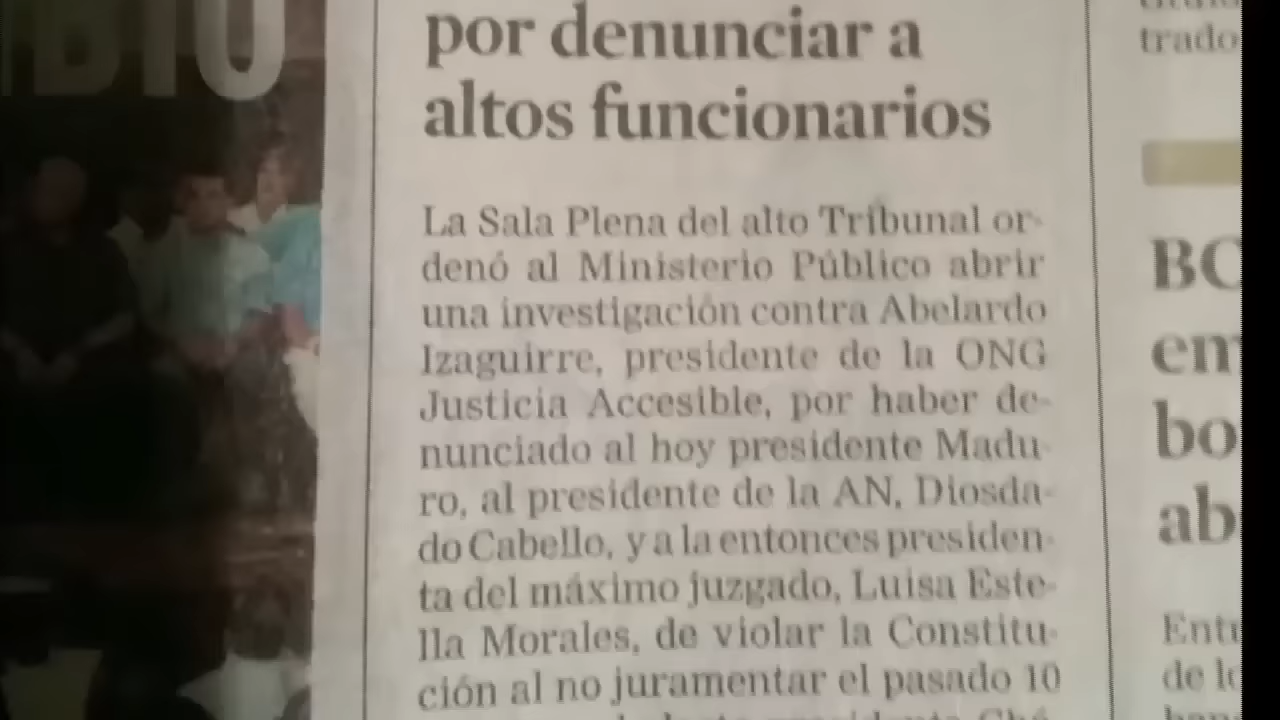 por denunciar a
altos funcionarios
La Sala Plena del alto Tribunal or-
denó al Ministerio Público abrir
una investigación contra Abelardo
Izaguirre, presidente de la ONG
Justicia Accesible, por haber de-
nunciado al hoy presidente Madu-
ro, al presidente de la AN, Diosda-
do Cabello, y a la entonces presiden-
ta del máximo juzgado, Luisa Este-
lla Morales, de violar la Constitu-
ción al no juramentar el pasado 10
trado
BC
em
bo
ab
Entr
de lo